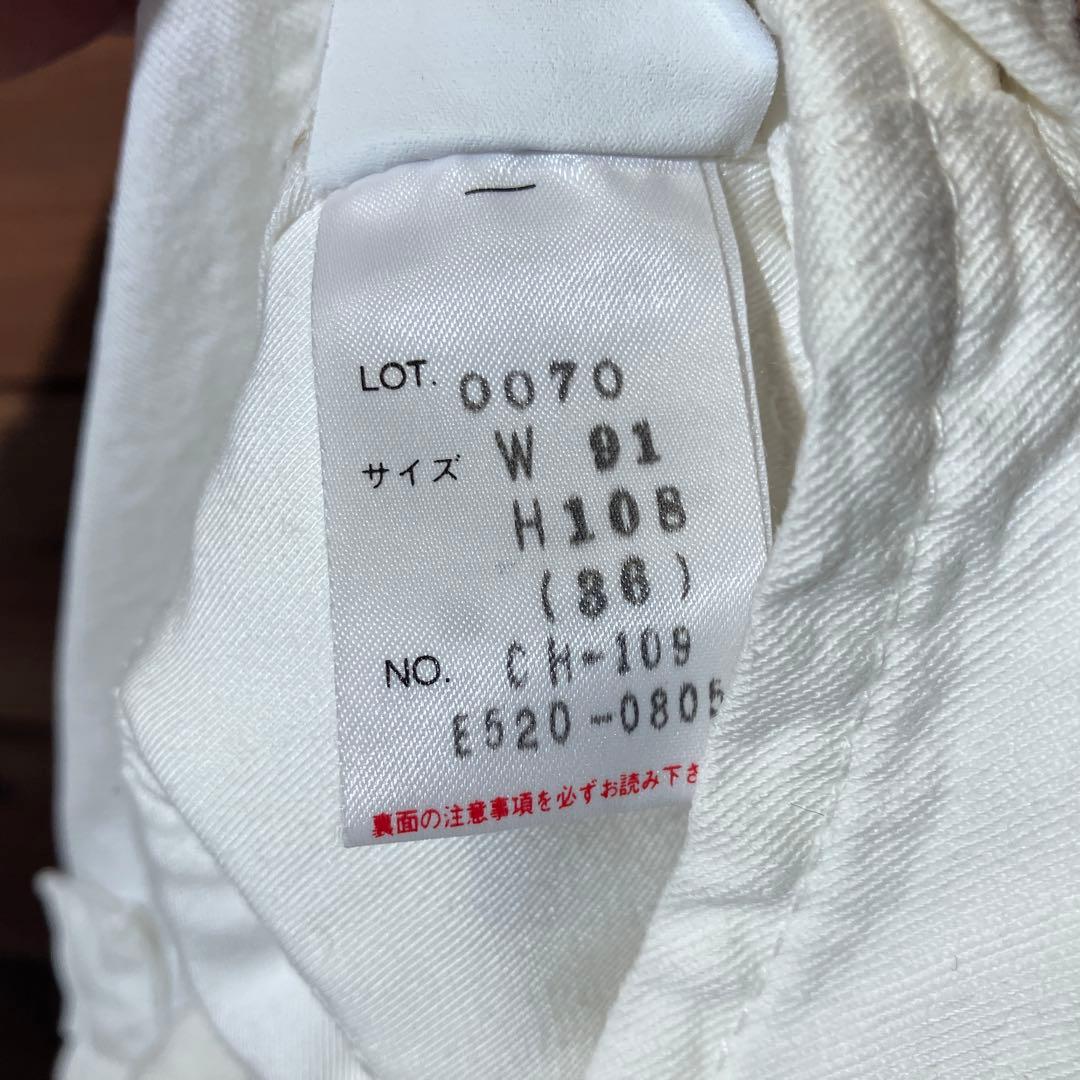 LOT. 0070
サイズ W 91
H108
(36)
NO. CH-109
E520-0805
裏面の注意事項を必ずお読み下さ